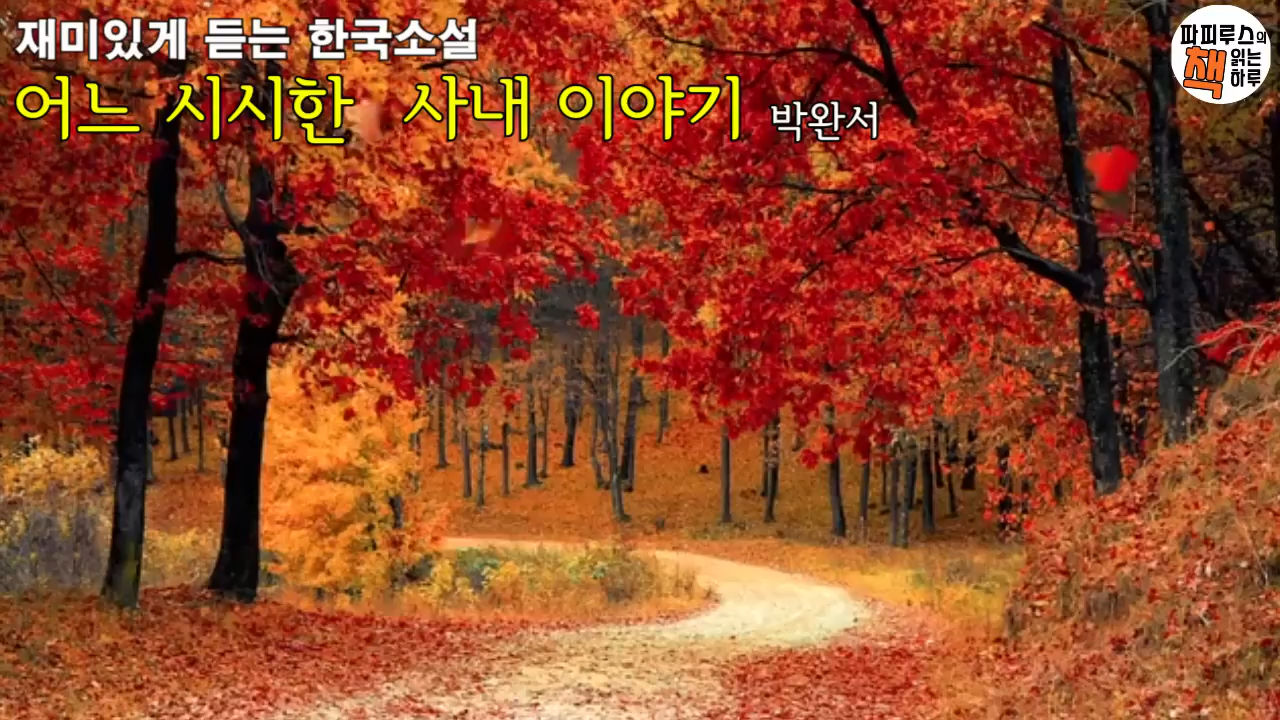 재미있게 듣는 한국소설
어느 시시한 사내 이야기 박완서
파피루스의
책 읽는
하루